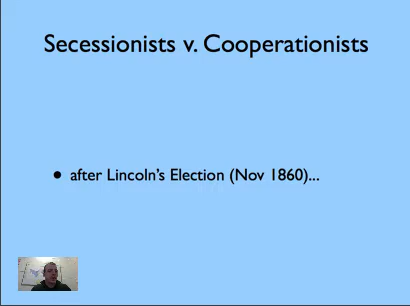 Secessionists v. Cooperationists
• after Lincoln's Election (Nov 1860)...